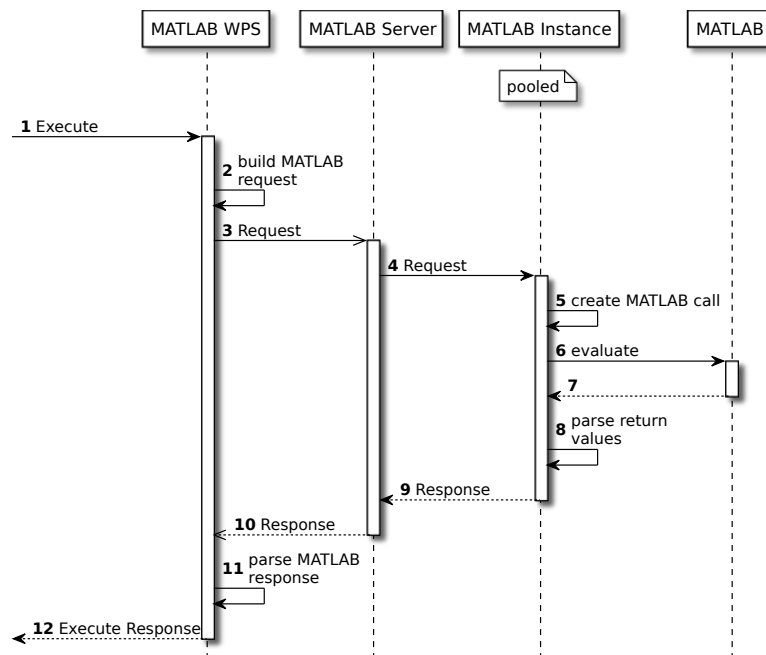 MATLAB WPS
MATLAB Server
MATLAB Instance
MATLAB
pooled
1 Execute
2 build MATLAB
request
3 Request
4 Request
5 create MATLAB call
6 evaluate
7
8 parse return
values
9 Response
10 Response
11 parse MATLAB
response
12 Execute Response